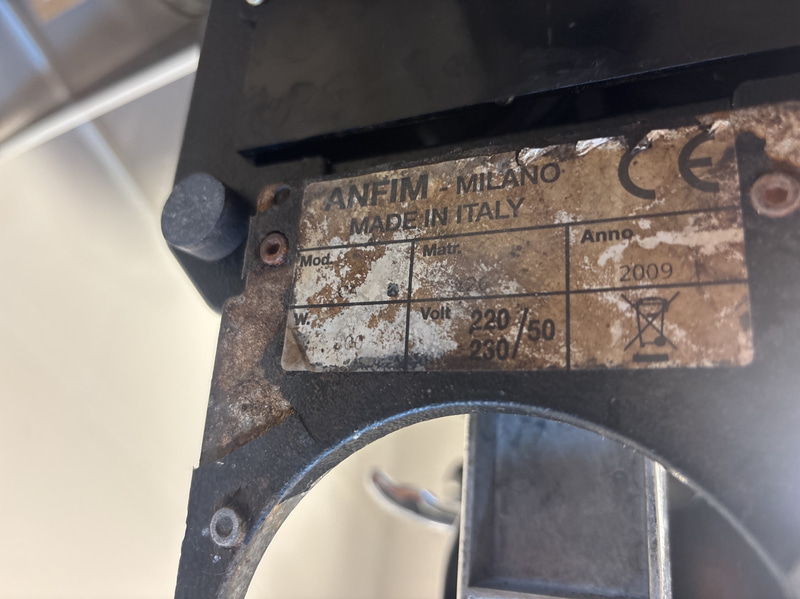 ANFIM - MILANO
CE
MADE IN ITALY
Mod.
Matr.
Anno
2009
W.
Volt 220/50
230/